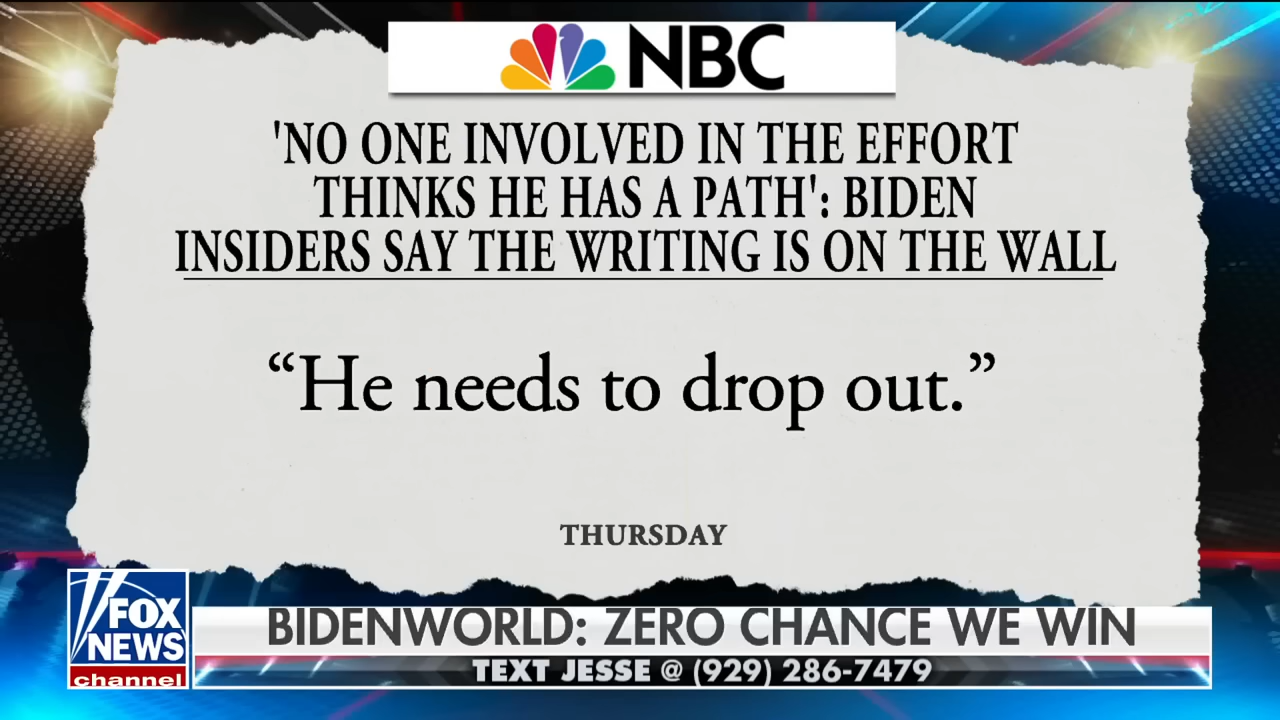 NBC
'NO ONE INVOLVED IN THE EFFORT
THINKS HE HAS A PATH': BIDEN
INSIDERS SAY THE WRITING IS ON THE WALL
“He needs to drop out.”
THURSDAY
FOX
NEWS
channel
BIDENWORLD: ZERO CHANCE WE WIN
TEXT JESSE @ (929) 286-7479